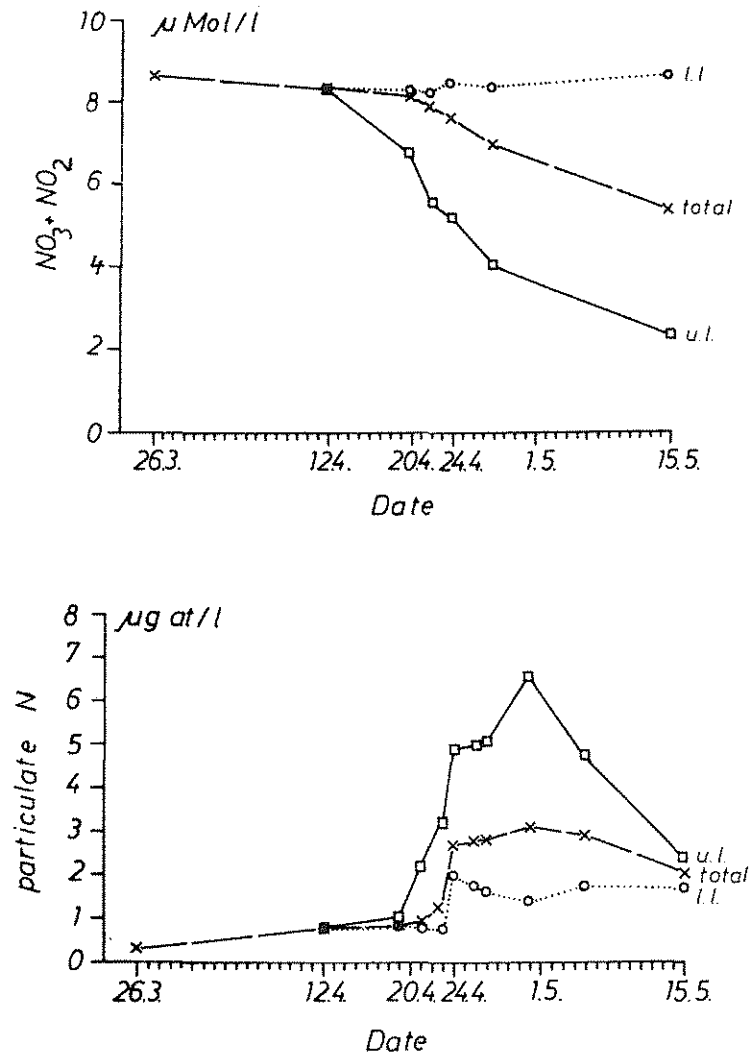 µ Mol/l
10
8
6
4
2
0
NO3 + NO2
l.l
total
u.l.
26.3.
12.4.
20.4.
24.4.
1.5.
15.5.
Date
µg at/l
8
7
6
5
4
3
2
1
0
particulate N
u.l.
total
l.l.
26.3.
12.4.
20.4.
24.4.
1.5.
15.5.
Date